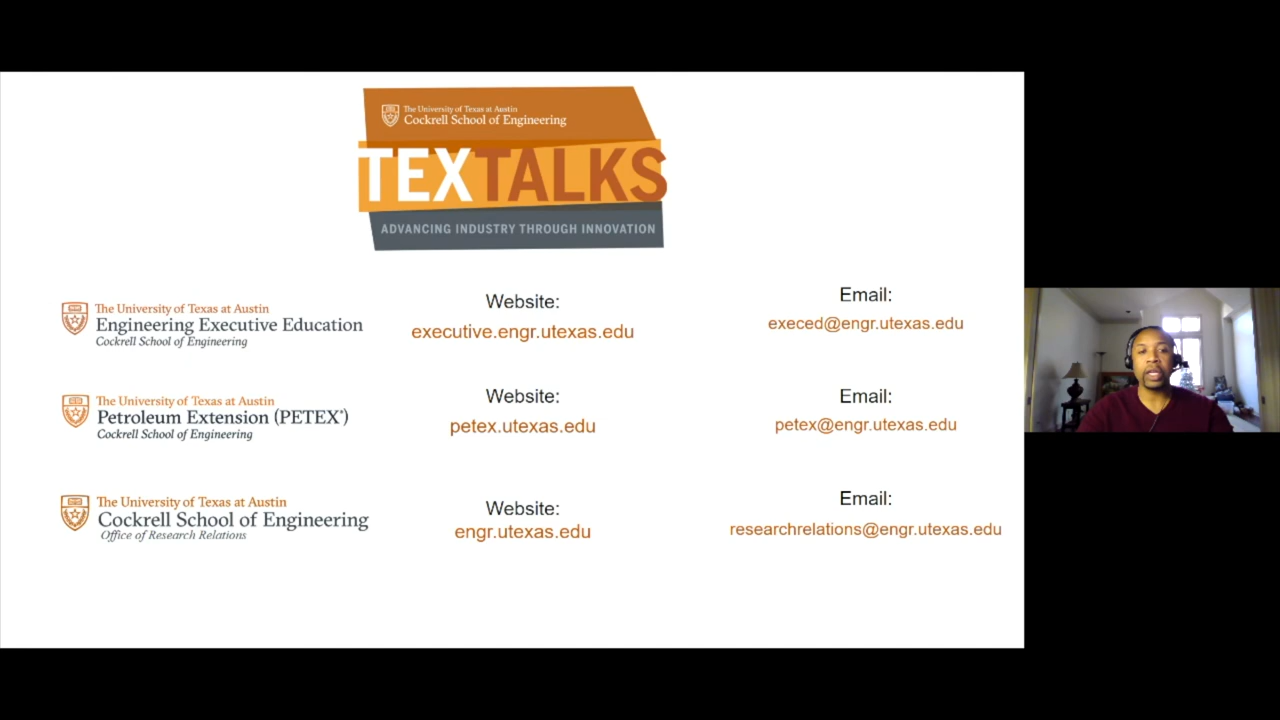 The University of Texas at Austin
Cockrell School of Engineering
TEXTALKS
ADVANCING INDUSTRY THROUGH INNOVATION
The University of Texas at Austin
Engineering Executive Education
Cockrell School of Engineering
Website:
executive.engr.utexas.edu
Email:
execed@engr.utexas.edu
The University of Texas at Austin
Petroleum Extension (PETEX®)
Cockrell School of Engineering
Website:
petex.utexas.edu
Email:
petex@engr.utexas.edu
The University of Texas at Austin
Cockrell School of Engineering
Office of Research Relations
Website:
engr.utexas.edu
Email:
researchrelations@engr.utexas.edu